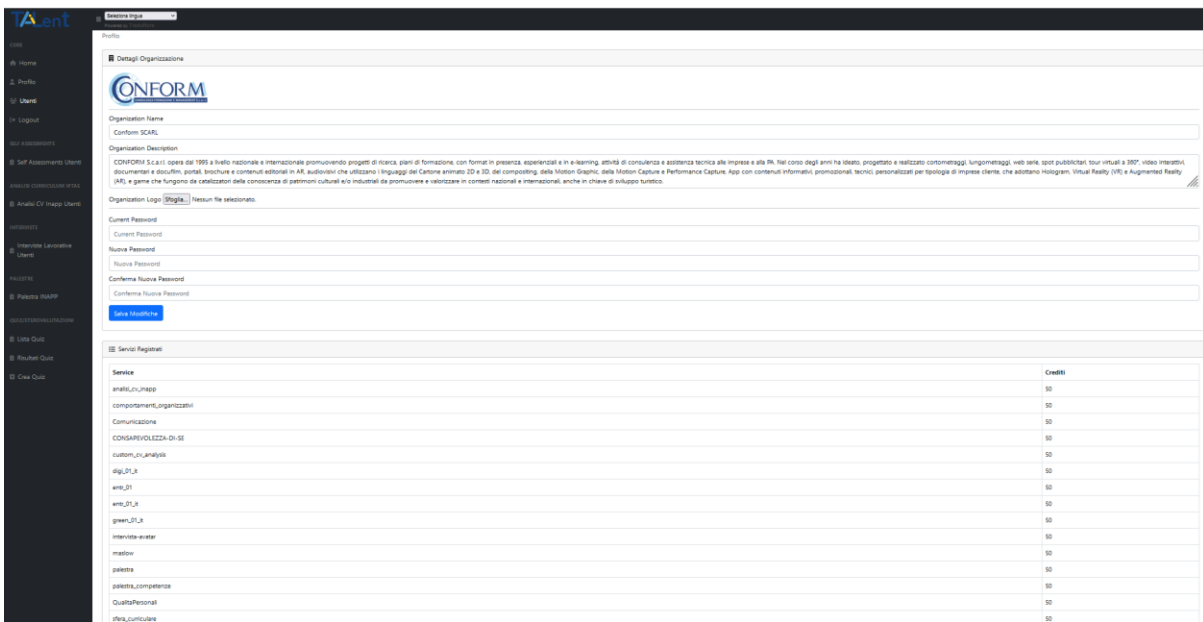 TALent
Seleziona lingua
HOME
Home
Profilo
Utenti
Logout
SELF ASSESSMENTS
Self Assessments Utenti
Analisi CV Inapp Utenti
INTERVISTE
Interviste Lavorative
Utenti
PALESTRE
Palestra INAPP
Lista Quiz
Risultati Quiz
Crea Quiz
Profilo
Dettagli Organizzazione
CONFORM
Organization Name
Conform SCARL
Organization Description
CONFORM S.c.a.r.l. opera dal 1995 a livello nazionale e internazionale promuovendo progetti di ricerca, piani di formazione, con format in presenza, esperienziali e in e-learning, attività di consulenza e assistenza tecnica alle imprese e alla PA. Nel corso degli anni ha ideato, progettato e realizzato cortometraggi, lungometraggi, web serie, spot pubblicitari, tour virtuali a 360°, video interattivi,
documentari e docufilm, portali, brochure e contenuti editoriali in AR, audiovisivi che utilizzano i linguaggi del Cartone animato 2D e 3D, del compositing, della Motion Graphic, della Motion Capture e Performance Capture, App con contenuti informativi, promozionali, tecnici, personalizzati per tipologia di imprese cliente, che adottano Hologram, Virtual Reality (VR) e Augmented Reality
(AR), e game che fungono da catalizzatori della conoscenza di patrimoni culturali e/o industriali da promuovere e valorizzare in contesti nazionali e internazionali, anche in chiave di sviluppo turistico.
Organization Logo Sfoglia... Nessun file selezionato.
Current Password
Current Password
Nuova Password
Nuova Password
Conferma Nuova Password
Conferma Nuova Password
Salva Modifiche
Servizi Registrati
Service Crediti
analisi_cv_inapp 50
comportamenti_organizzativi 50
Comunicazione 50
CONSAPEVOLEZZA-DI-SE 50
custom_cv_analysis 50
digi_01_it 50
entr_01 50
entr_01_it 50
green_01_it 50
intervista-avatar 50
maslow 50
palestra 50
palestra_competenze 50
QualitaPersonali 50
sfera_curriculare 50